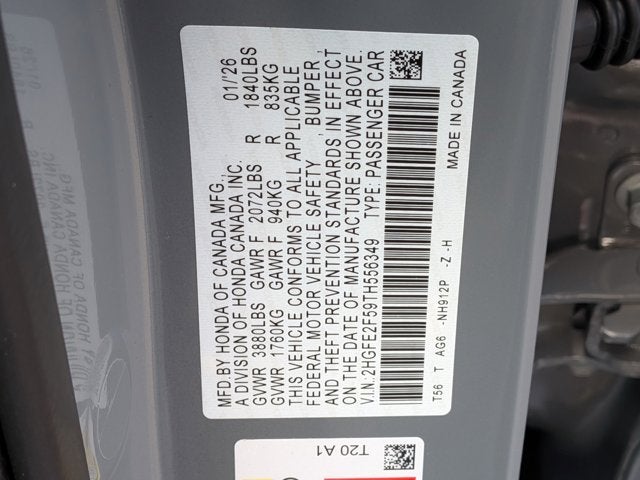 MFD.BY HONDA OF CANADA MFG., 01/'26
A DIVISION OF HONDA CANADA INC.
GVWR 3880LBS GAWR F 2072LBS R 1840LBS
GVWR 1760KG GAWR F 940KG R 835KG
THIS VEHICLE CONFORMS TO ALL APPLICABLE
FEDERAL MOTOR VEHICLE SAFETY , BUMPER ,
AND THEFT PREVENTION STANDARDS IN EFFECT
ON THE DATE OF MANUFACTURE SHOWN ABOVE.
V.I.N: 2HGFE2F59TH556349 TYPE: PASSENGER CAR
T56 T AG6 -NH912P -Z -H MADE IN CANADA
T20 A1